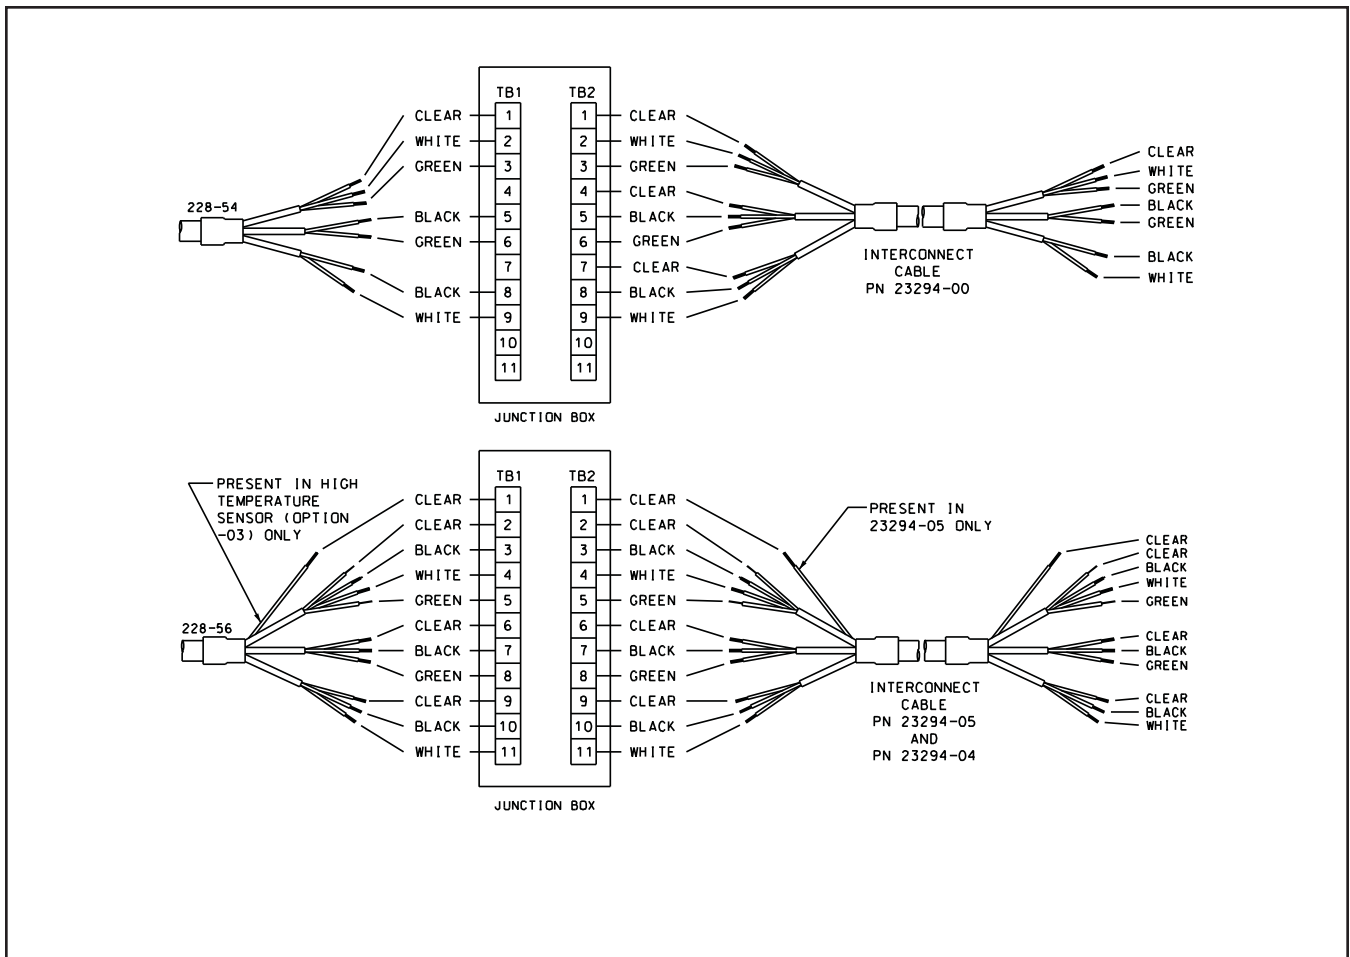 TB1 TB2
CLEAR 1 1 CLEAR
WHITE 2 2 WHITE
GREEN 3 3 GREEN
4 4 CLEAR
BLACK 5 5 BLACK
GREEN 6 6 GREEN
7 7 CLEAR
BLACK 8 8 BLACK
WHITE 9 9 WHITE
10 10
11 11
JUNCTION BOX
228-54
INTERCONNECT
CABLE
PN 23294-00
CLEAR
WHITE
GREEN
BLACK
GREEN
BLACK
WHITE
PRESENT IN HIGH
TEMPERATURE
SENSOR (OPTION
-03) ONLY
228-56
TB1 TB2
CLEAR 1 1 CLEAR
CLEAR 2 2 CLEAR
BLACK 3 3 BLACK
WHITE 4 4 WHITE
GREEN 5 5 GREEN
CLEAR 6 6 CLEAR
BLACK 7 7 BLACK
GREEN 8 8 GREEN
CLEAR 9 9 CLEAR
BLACK 10 10 BLACK
WHITE 11 11 WHITE
JUNCTION BOX
PRESENT IN
23294-05 ONLY
INTERCONNECT
CABLE
PN 23294-05
AND
PN 23294-04
CLEAR
CLEAR
BLACK
WHITE
GREEN
CLEAR
BLACK
GREEN
CLEAR
BLACK
WHITE